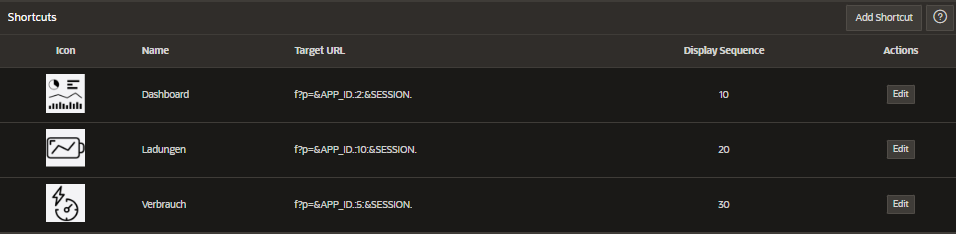 Shortcuts Add Shortcut ?
Icon Name Target URL Display Sequence Actions
Dashboard f?p=&APP_ID.:2:&SESSION. 10 Edit
Ladungen f?p=&APP_ID.:10:&SESSION. 20 Edit
Verbrauch f?p=&APP_ID.:5:&SESSION. 30 Edit